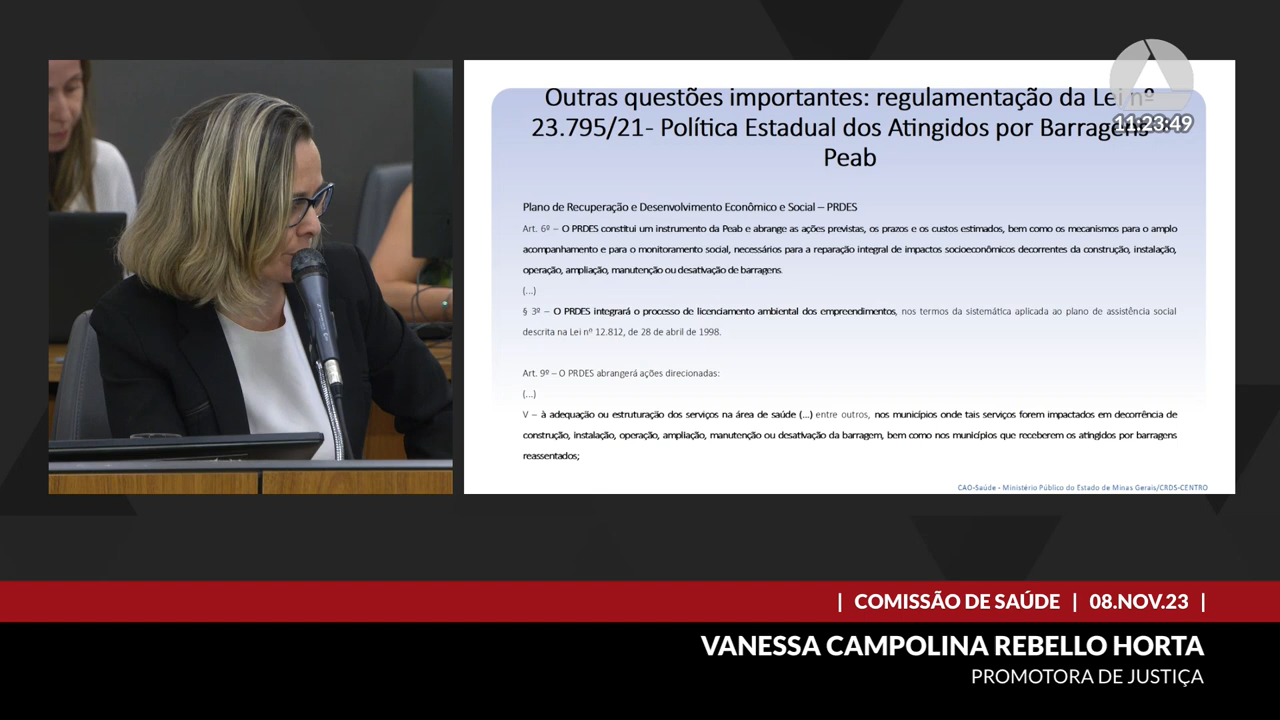 Outras questões importantes: regulamentação da Lei nº
23.795/21- Política Estadual dos Atingidos por Barragens
Peab
11:23:49
Plano de Recuperação e Desenvolvimento Econômico e Social – PRDES
Art. 6º – O PRDES constitui um instrumento da Peab e abrange as ações previstas, os prazos e os custos estimados, bem como os mecanismos para o amplo
acompanhamento e para o monitoramento social, necessários para a reparação integral de impactos socioeconômicos decorrentes da construção, instalação,
operação, ampliação, manutenção ou desativação de barragens.
(...)
§ 3º – O PRDES integrará o processo de licenciamento ambiental dos empreendimentos, nos termos da sistemática aplicada ao plano de assistência social
descrita na Lei nº 12.812, de 28 de abril de 1998.
Art. 9º – O PRDES abrangerá ações direcionadas:
(...)
V – à adequação ou estruturação dos serviços na área de saúde (...) entre outros, nos municípios onde tais serviços forem impactados em decorrência de
construção, instalação, operação, ampliação, manutenção ou desativação da barragem, bem como nos municípios que receberem os atingidos por barragens
reassentados;
CAO-Saúde - Ministério Público do Estado de Minas Gerais/CRDS-CENTRO
| COMISSÃO DE SAÚDE | 08.NOV.23 |
VANESSA CAMPOLINA REBELLO HORTA
PROMOTORA DE JUSTIÇA